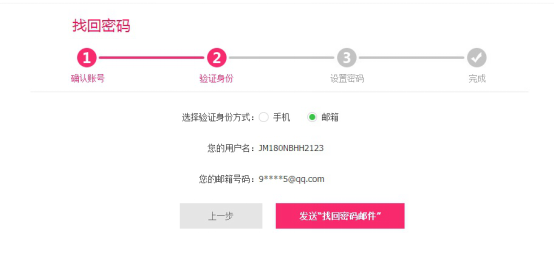 找回密码
1 2 3
确认账号 验证身份 设置密码 完成
选择验证身份方式： 手机 邮箱
您的用户名：JM180NBHH2123
您的邮箱号码：9****5@qq.com
上一步 发送“找回密码邮件”